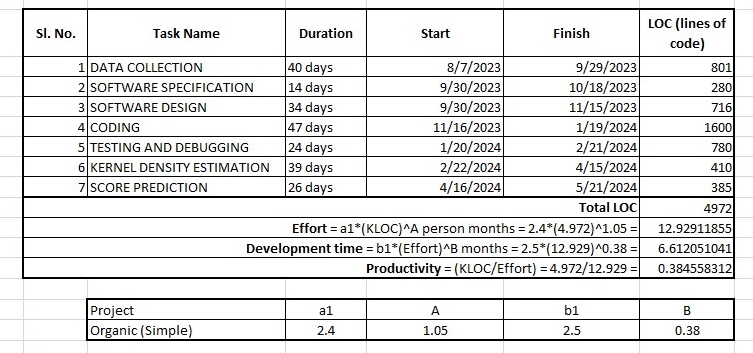 Sl. No. Task Name Duration Start Finish LOC (lines of code)
1 DATA COLLECTION 40 days 8/7/2023 9/29/2023 801
2 SOFTWARE SPECIFICATION 14 days 9/30/2023 10/18/2023 280
3 SOFTWARE DESIGN 34 days 9/30/2023 11/15/2023 716
4 CODING 47 days 11/16/2023 1/19/2024 1600
5 TESTING AND DEBUGGING 24 days 1/20/2024 2/21/2024 780
6 KERNEL DENSITY ESTIMATION 39 days 2/22/2024 4/15/2024 410
7 SCORE PREDICTION 26 days 4/16/2024 5/21/2024 385
Total LOC 4972
Effort = a1*(KLOC)^A person months = 2.4*(4.972)^1.05 = 12.92911855
Development time = b1*(Effort)^B months = 2.5*(12.929)^0.38 = 6.612051041
Productivity = (KLOC/Effort) = 4.972/12.929 = 0.384558312
Project a1 A b1 B
Organic (Simple) 2.4 1.05 2.5 0.38